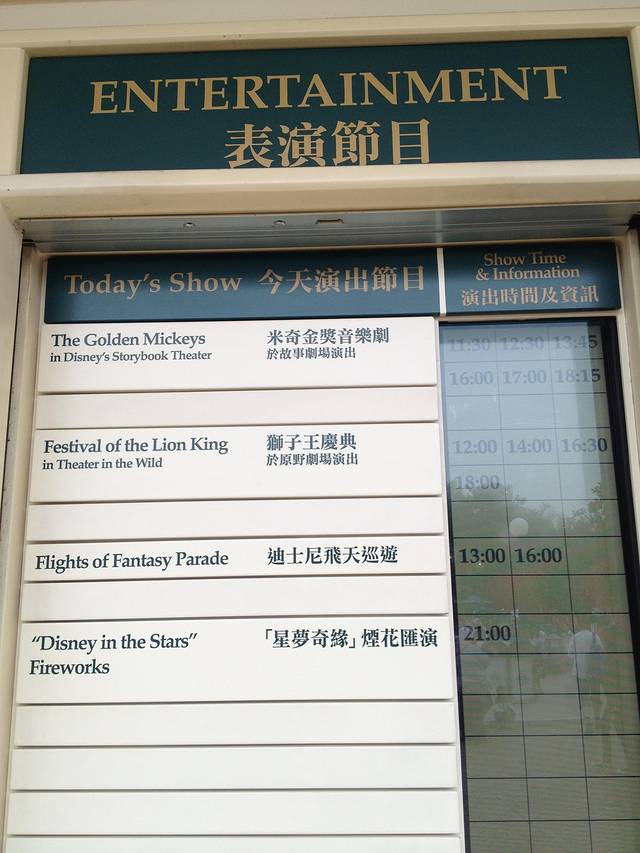 ENTERTAINMENT
表演節目
Today's Show 今天演出節目
Show Time
& Information
演出時間及資訊
The Golden Mickeys 米奇金獎音樂劇
in Disney's Storybook Theater 於故事劇場演出
11:30 12:30 13:45
16:00 17:00 18:15
Festival of the Lion King 獅子王慶典
in Theater in the Wild 於原野劇場演出
12:00 14:00 16:30
18:00
Flights of Fantasy Parade 迪士尼飛天巡遊
13:00 16:00
"Disney in the Stars" 「星夢奇緣」煙花匯演
Fireworks
21:00